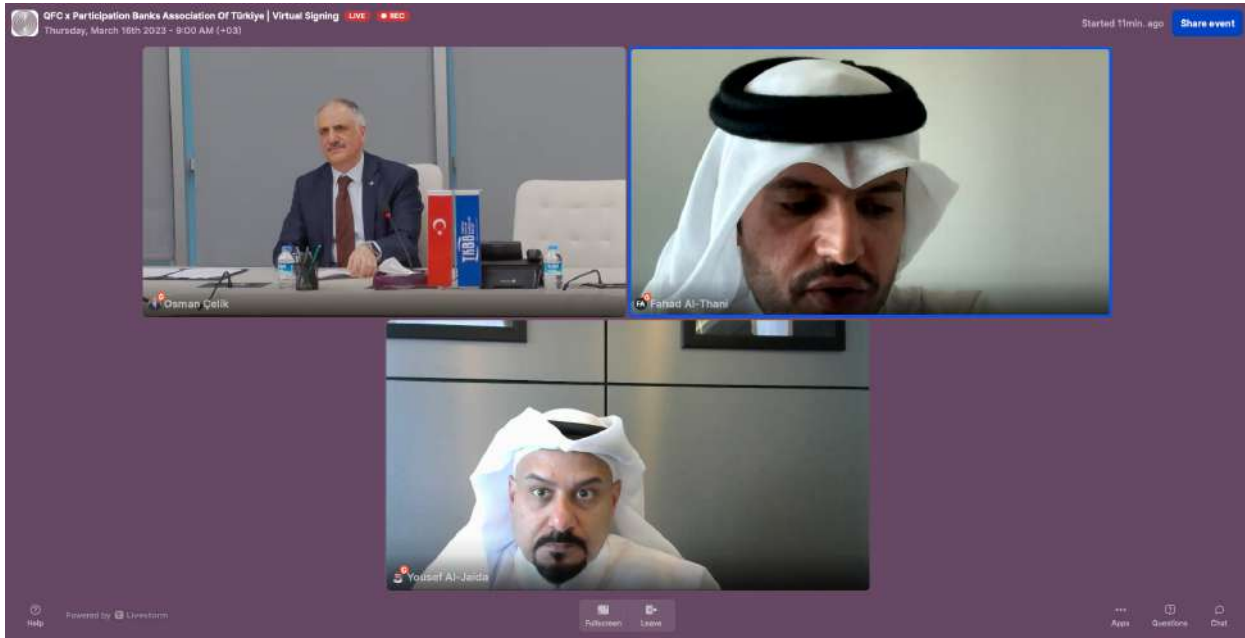 QFC x Participation Banks Association Of Türkiye | Virtual Signing LIVE REC
Thursday, March 16th 2023 - 9:00 AM (+03)
Started 11min. ago Share event
TKBB
Osman Çelik
FA Fahad Al-Thani
Yousef Al-Jaida
Help
Powered by Livestorm
Fullscreen
Leave
Apps
Questions
Chat